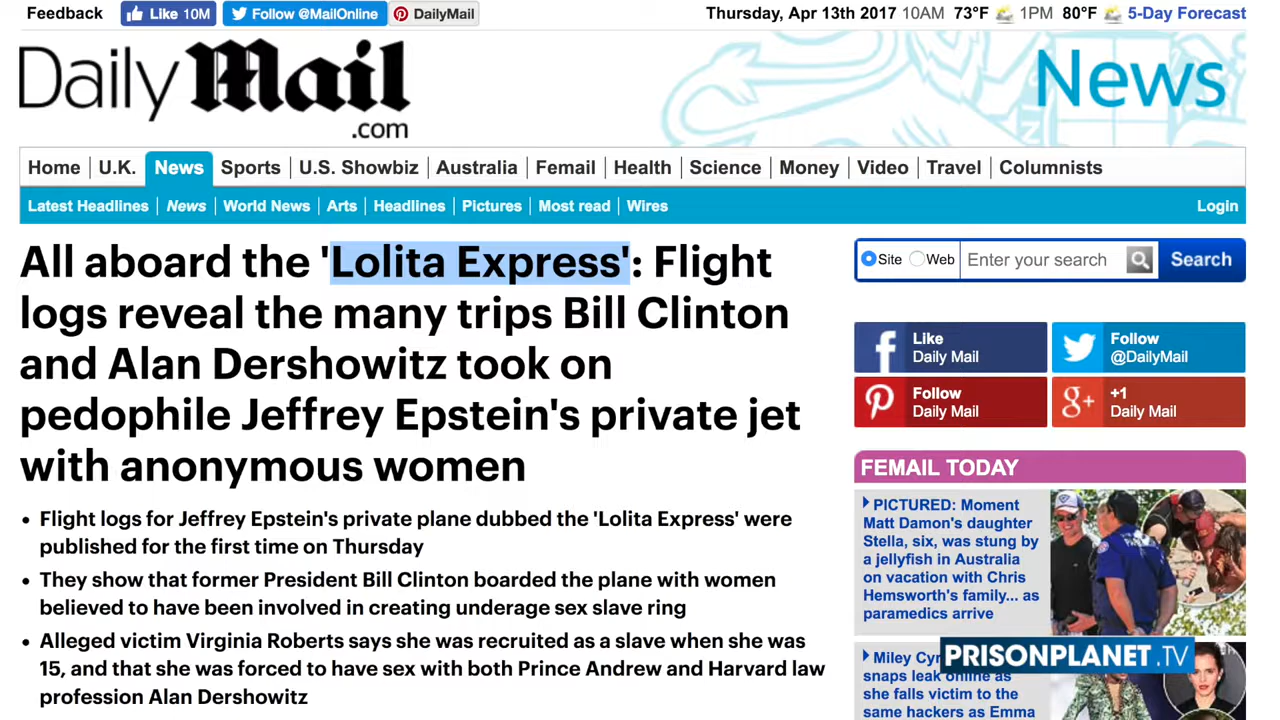 Feedback Like 10M Follow @MailOnline DailyMail Thursday, Apr 13th 2017 10AM 73°F 1PM 80°F 5-Day Forecast
Daily Mail
.com
News
Home U.K. News Sports U.S. Showbiz Australia Femail Health Science Money Video Travel Columnists
Latest Headlines News World News Arts Headlines Pictures Most read Wires Login
All aboard the 'Lolita Express': Flight
logs reveal the many trips Bill Clinton
and Alan Dershowitz took on
pedophile Jeffrey Epstein's private jet
with anonymous women
• Flight logs for Jeffrey Epstein's private plane dubbed the 'Lolita Express' were
published for the first time on Thursday
• They show that former President Bill Clinton boarded the plane with women
believed to have been involved in creating underage sex slave ring
• Alleged victim Virginia Roberts says she was recruited as a slave when she was
15, and that she was forced to have sex with both Prince Andrew and Harvard law
profession Alan Dershowitz
Site Web Enter your search Search
Like
Daily Mail
Follow
@DailyMail
Follow
Daily Mail
+1
Daily Mail
FEMAIL TODAY
PICTURED: Moment
Matt Damon's daughter
Stella, six, was stung by
a jellyfish in Australia
on vacation with Chris
Hemsworth's family... as
paramedics arrive
Miley
snaps leak online as
she falls victim to the
same hackers as Emma
PRISONPLANET.TV